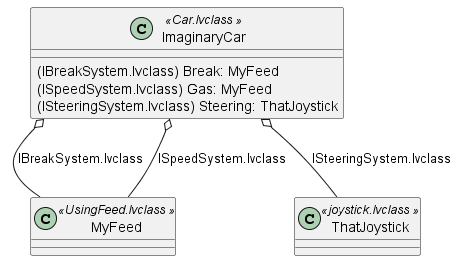 C «Car.lvclass »
ImaginaryCar
(IBreakSystem.lvclass) Break: MyFeed
(ISpeedSystem.lvclass) Gas: MyFeed
(ISteeringSystem.lvclass) Steering: ThatJoystick
IBreakSystem.lvclass
ISpeedSystem.lvclass
ISteeringSystem.lvclass
C «UsingFeed.lvclass »
MyFeed
C «joystick.lvclass »
ThatJoystick